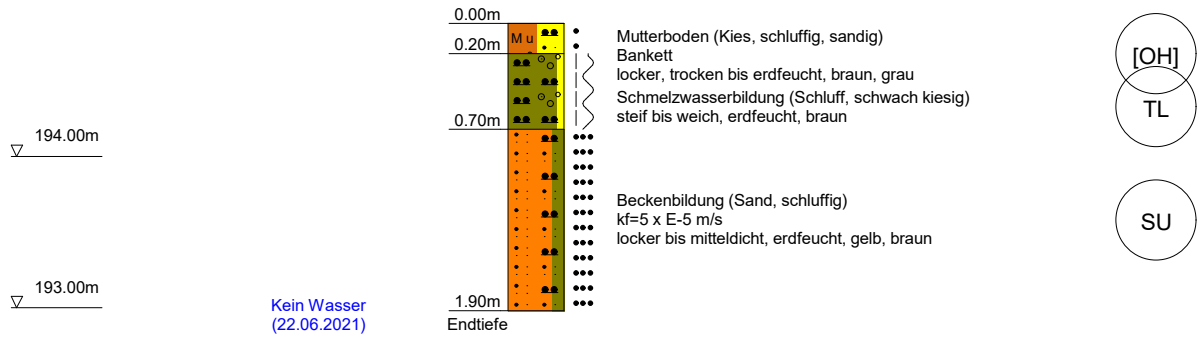 0.00m
Mu
0.20m
Mutterboden (Kies, schluffig, sandig)
Bankett
locker, trocken bis erdfeucht, braun, grau
[OH]
Schmelzwasserbildung (Schluff, schwach kiesig)
steif bis weich, erdfeucht, braun
TL
0.70m
194.00m
Beckenbildung (Sand, schluffig)
kf=5 x E-5 m/s
locker bis mitteldicht, erdfeucht, gelb, braun
SU
193.00m
Kein Wasser
(22.06.2021)
1.90m
Endtiefe